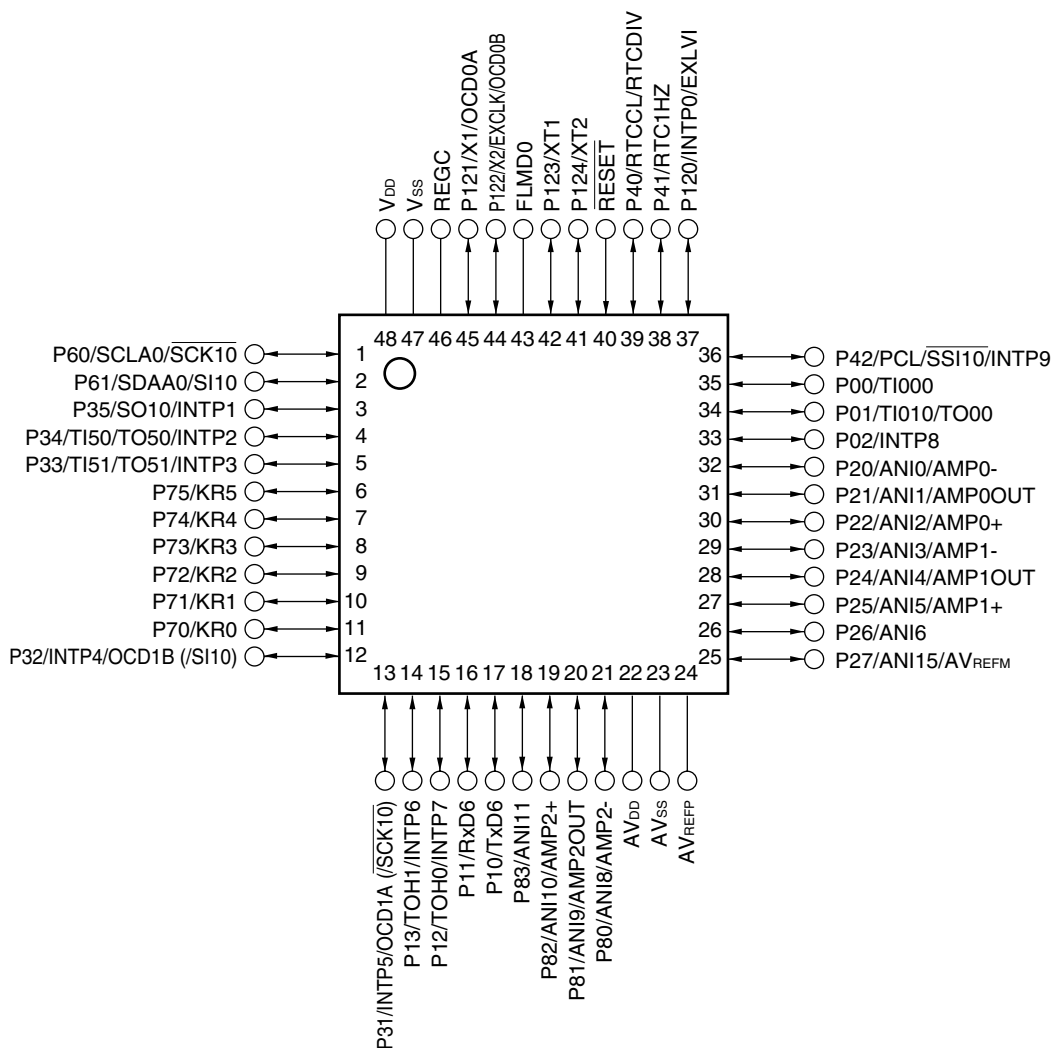 VDD
VSS
REGC
P121/X1/OCD0A
P122/X2/EXCLK/OCD0B
FLMD0
P123/XT1
P124/XT2
RESET
P40/RTCCL/RTCDIV
P41/RTC1HZ
P120/INTP0/EXLVI
48 47 46 45 44 43 42 41 40 39 38 37
P60/SCLA0/SCK10 1
P61/SDAA0/SI10 2
P35/SO10/INTP1 3
P34/TI50/TO50/INTP2 4
P33/TI51/TO51/INTP3 5
P75/KR5 6
P74/KR4 7
P73/KR3 8
P72/KR2 9
P71/KR1 10
P70/KR0 11
P32/INTP4/OCD1B (/SI10) 12
36 P42/PCL/SSI10/INTP9
35 P00/TI000
34 P01/TI010/TO00
33 P02/INTP8
32 P20/ANI0/AMP0-
31 P21/ANI1/AMP0OUT
30 P22/ANI2/AMP0+
29 P23/ANI3/AMP1-
28 P24/ANI4/AMP1OUT
27 P25/ANI5/AMP1+
26 P26/ANI6
25 P27/ANI15/AVREFM
13 14 15 16 17 18 19 20 21 22 23 24
P31/INTP5/OCD1A (/SCK10)
P13/TOH1/INTP6
P12/TOH0/INTP7
P11/RxD6
P10/TxD6
P83/ANI11
P82/ANI10/AMP2+
P81/ANI9/AMP2OUT
P80/ANI8/AMP2-
AVDD
AVSS
AVREFP